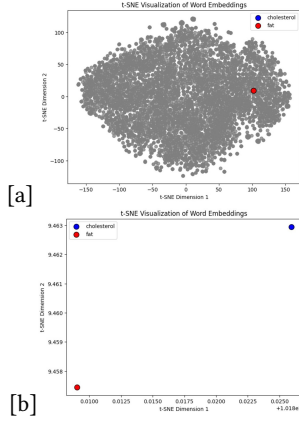 t-SNE Visualization of Word Embeddings
cholesterol
fat
150
100
50
0
−50
−100
t-SNE Dimension 2
−150
−100
−50
0
50
100
150
t-SNE Dimension 1
[a]
t-SNE Visualization of Word Embeddings
cholesterol
fat
9.463
9.462
9.461
9.460
9.459
9.458
t-SNE Dimension 2
0.0100
0.0125
0.0150
0.0175
0.0200
0.0225
0.0250
t-SNE Dimension 1
[b]